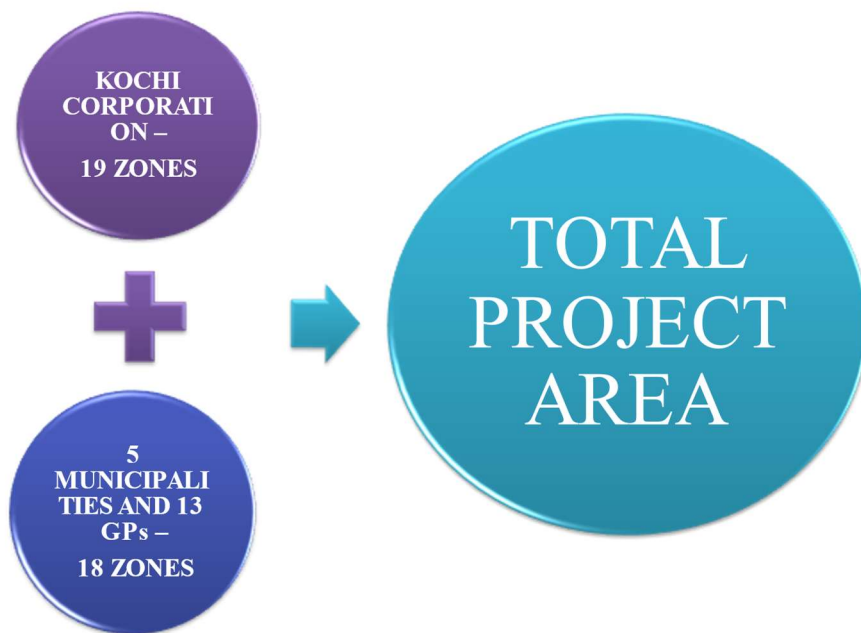 KOCHI
CORPORATI
ON –
19 ZONES
5
MUNICIPALI
TIES AND 13
GPs –
18 ZONES
TOTAL
PROJECT
AREA